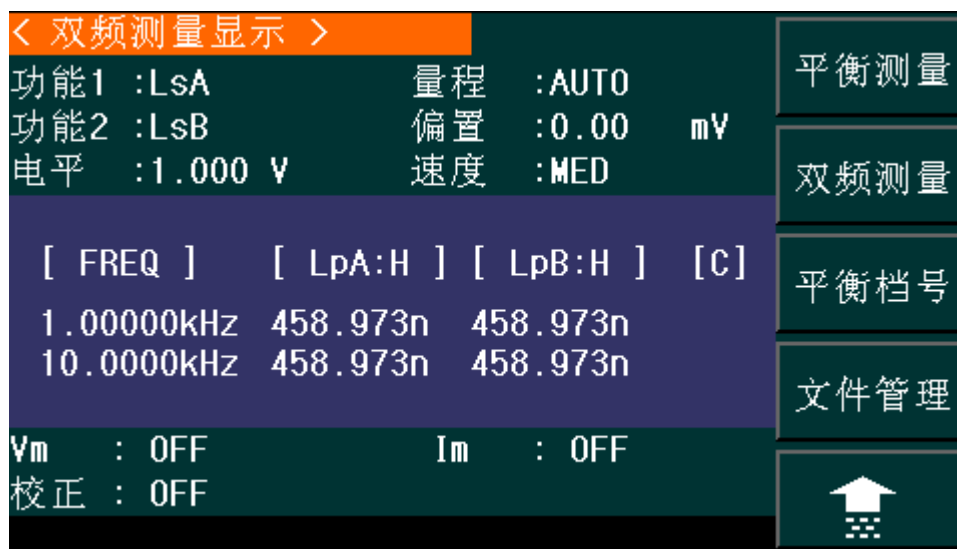 < 双频测量显示 >
功能1 :LsA 量程 :AUTO
功能2 :LsB 偏置 :0.00 mV
电平 :1.000 V 速度 :MED
[ FREQ ] [ LpA:H ] [ LpB:H ] [C]
1.00000kHz 458.973n 458.973n
10.0000kHz 458.973n 458.973n
Vm : OFF Im : OFF
校正 : OFF
平衡测量
双频测量
平衡档号
文件管理